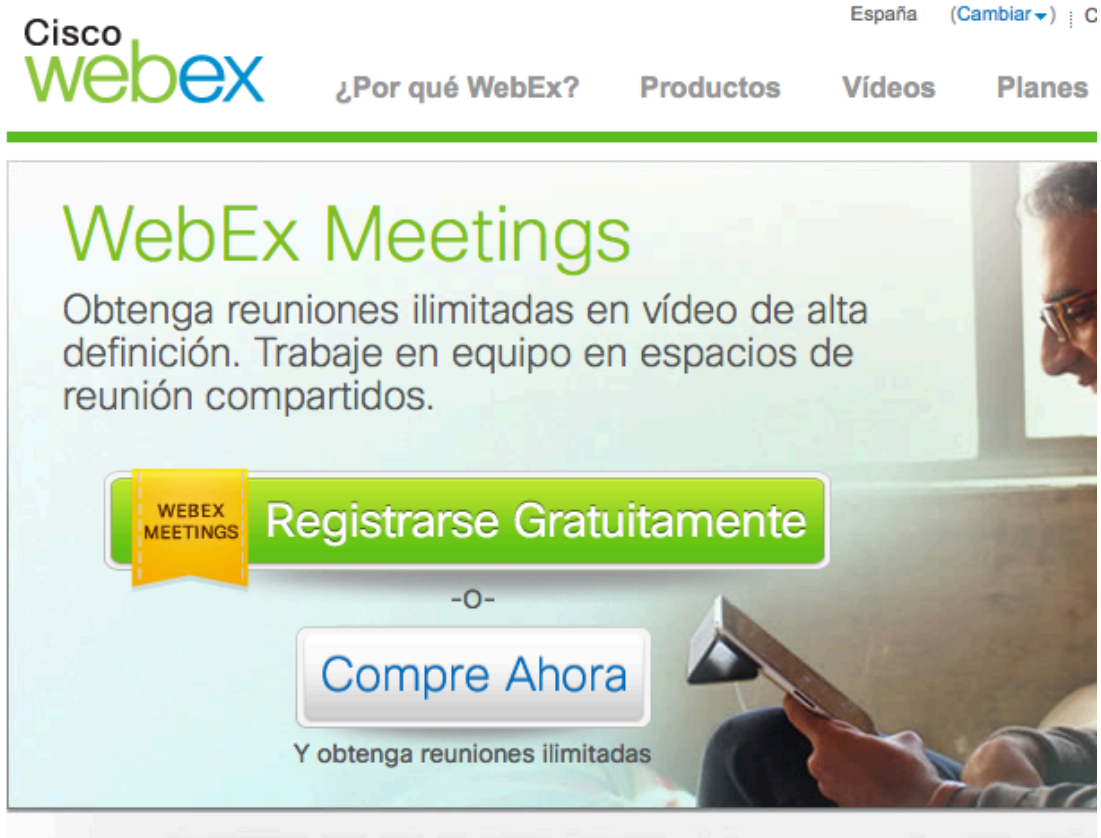 España (Cambiar ▾) C
Cisco
webex
¿Por qué WebEx? Productos Vídeos Planes
WebEx Meetings
Obtenga reuniones ilimitadas en vídeo de alta
definición. Trabaje en equipo en espacios de
reunión compartidos.
WEBEX
MEETINGS
Registrarse Gratuitamente
-o-
Compre Ahora
Y obtenga reuniones ilimitadas